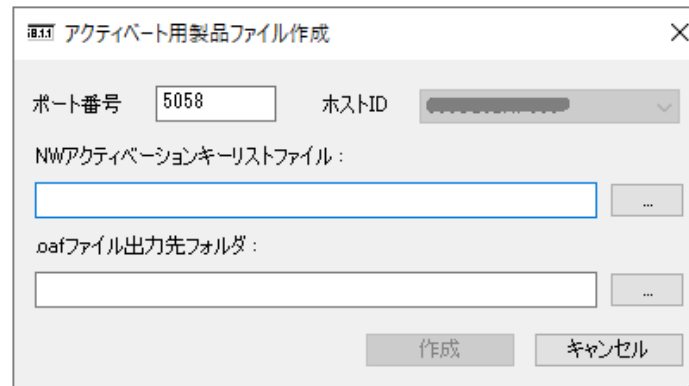 i8.1.1 アクティベート用製品ファイル作成
ポート番号 5058 ホストID
NWアクティベーションキーリストファイル：
...
.oafファイル出力先フォルダ：
...
作成 キャンセル